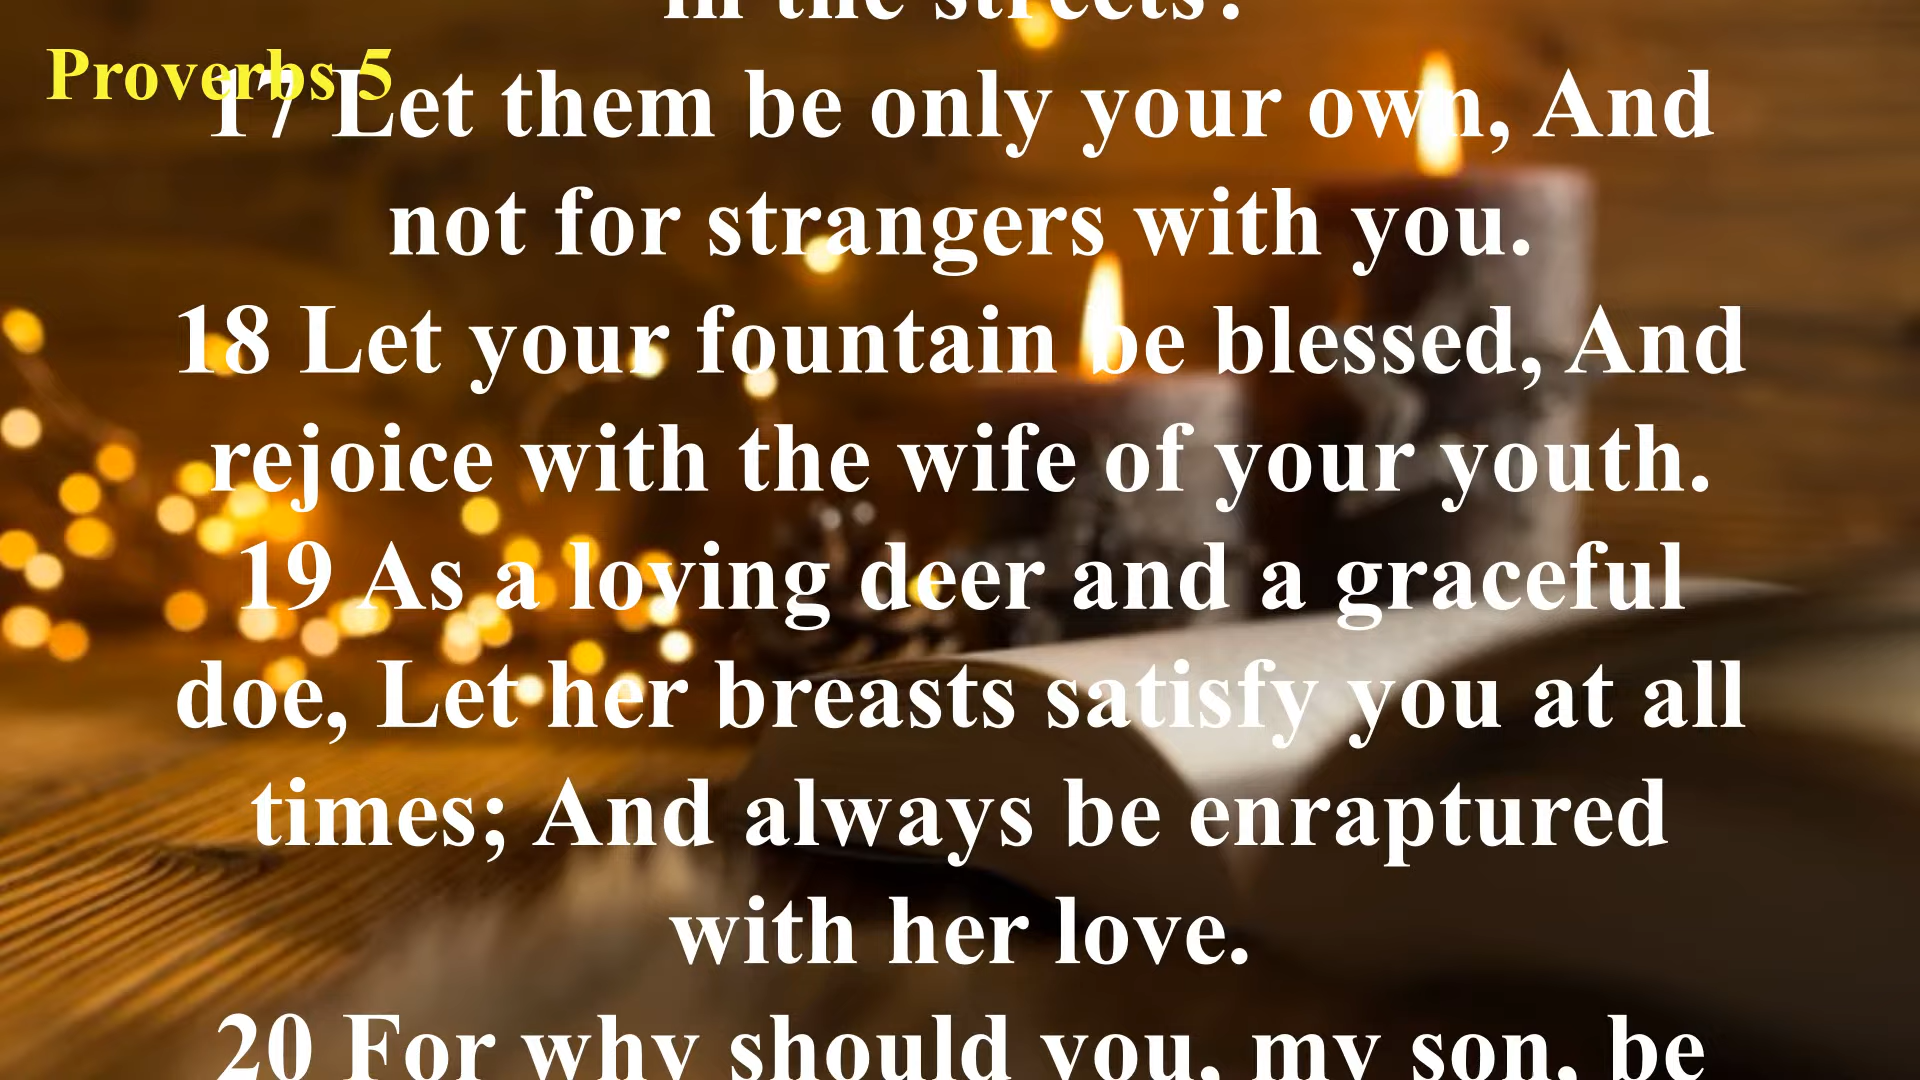 in the streets?
Proverbs 5
17 Let them be only your own, And
not for strangers with you.
18 Let your fountain be blessed, And
rejoice with the wife of your youth.
19 As a loving deer and a graceful
doe, Let her breasts satisfy you at all
times; And always be enraptured
with her love.
20 For why should you, my son, be